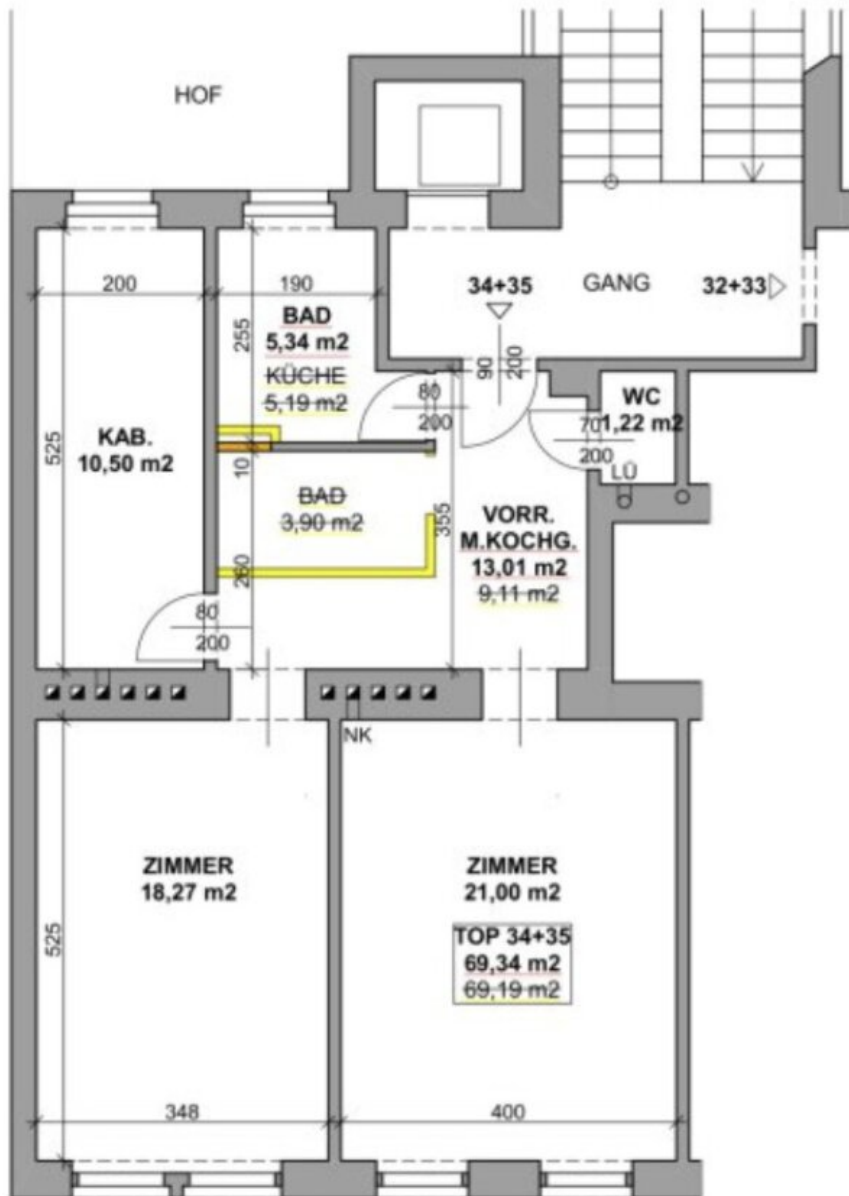 HOF
GANG
34+35
32+33
200
190
BAD
5,34 m2
KÜCHE
5,19 m2
255
90
200
80
200
WC
1,22 m2
70
200
LÜ
KAB.
10,50 m2
525
10
BAD
3,90 m2
355
VORR.
M.KOCHG.
13,01 m2
9,11 m2
260
80
200
NK
ZIMMER
18,27 m2
ZIMMER
21,00 m2
TOP 34+35
69,34 m2
69,19 m2
525
348
400